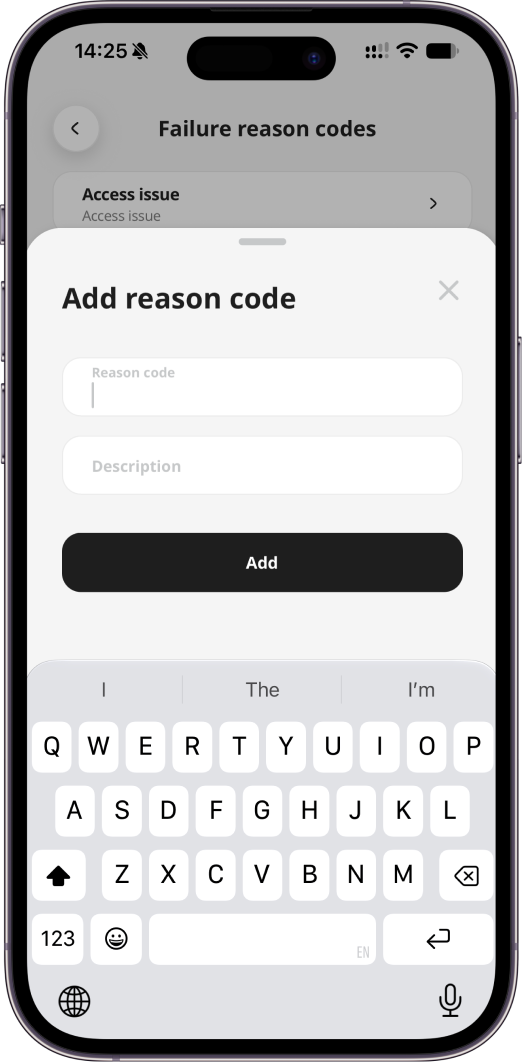 14:25
Failure reason codes
Access issue
Access issue
Add reason code
Reason code
Description
Add
I The I'm
Q W E R T Y U I O P
A S D F G H J K L
Z X C V B N M
123 EN